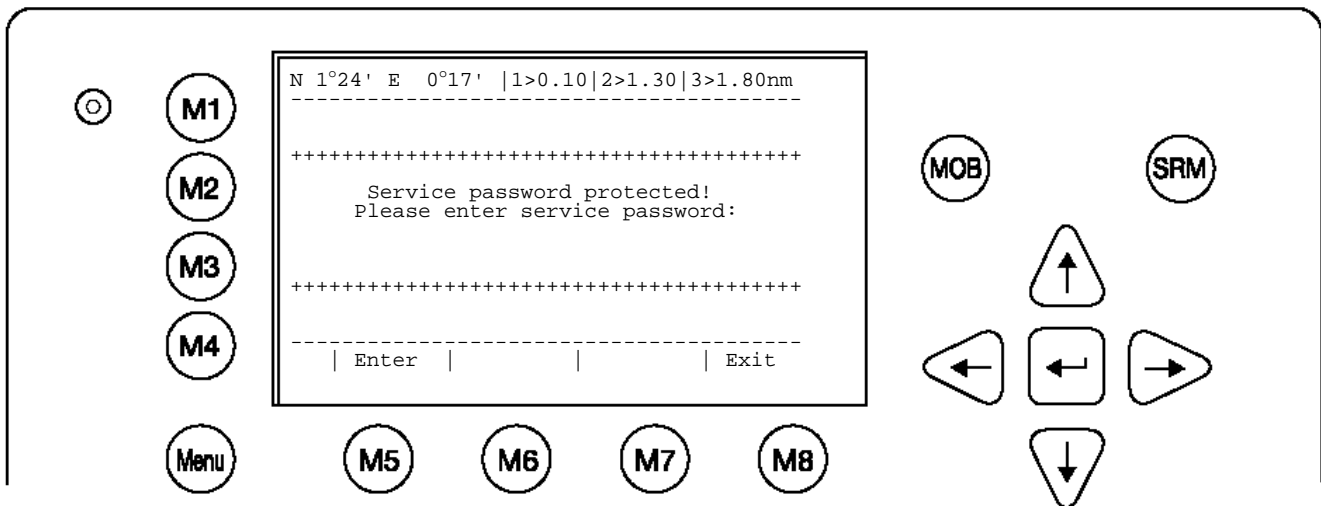 N 1°24' E  0°17' |1>0.10|2>1.30|3>1.80nm
----------------------------------------
++++++++++++++++++++++++++++++++++++++++
Service password protected!
Please enter service password:
++++++++++++++++++++++++++++++++++++++++
----------------------------------------
| Enter | | | Exit
M1
M2
M3
M4
Menu
M5
M6
M7
M8
MOB
SRM